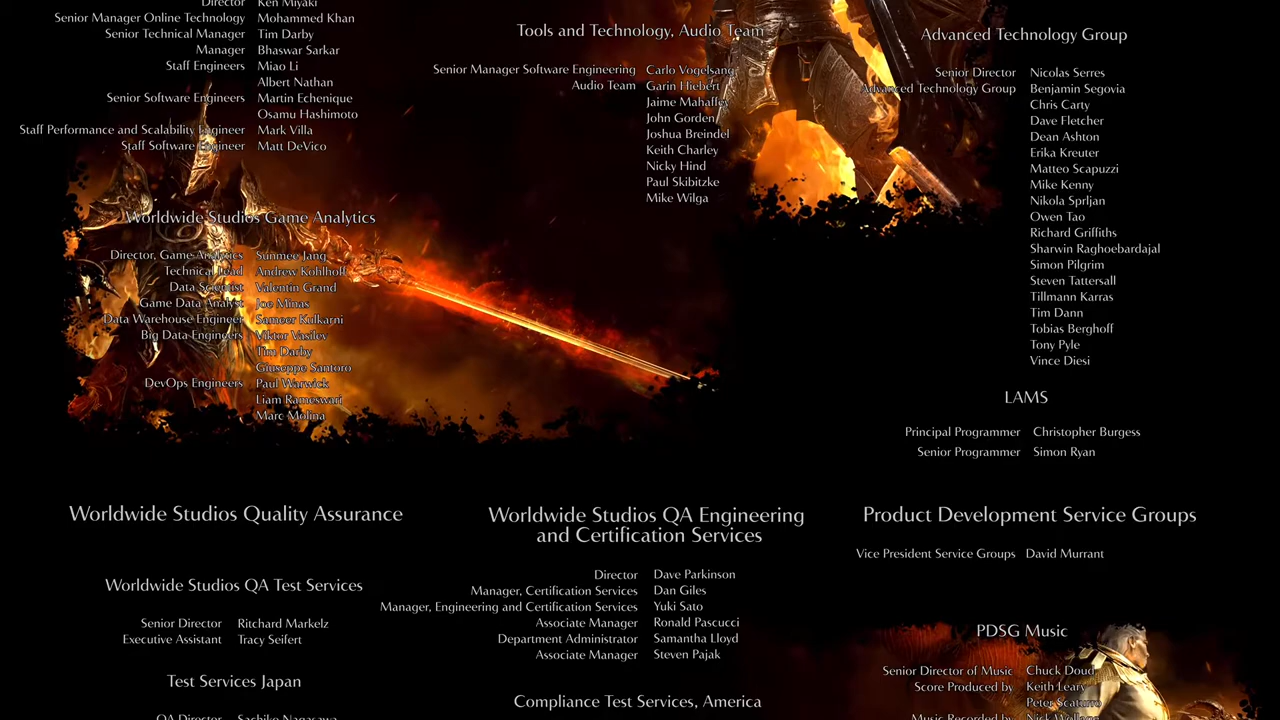 Director Ken Miyaki
Senior Manager Online Technology Mohammed Khan
Senior Technical Manager Tim Darby
Manager Bhaswar Sarkar
Staff Engineers Miao Li
Albert Nathan
Senior Software Engineers Martin Echenique
Osamu Hashimoto
Staff Performance and Scalability Engineer Mark Villa
Staff Software Engineer Matt DeVico
Worldwide Studios Game Analytics
Director, Game Analytics Sunmee Jang
Technical Lead Andrew Kohlhoff
Data Scientist Valentin Grand
Game Data Analyst Joe Minas
Data Warehouse Engineer Sameer Kulkarni
Big Data Engineers Viktor Vasilev
Tim Darby
Giuseppe Santoro
DevOps Engineers Paul Warwick
Liam Rameswari
Marc Molina
Worldwide Studios Quality Assurance
Worldwide Studios QA Test Services
Senior Director Ritchard Markelz
Executive Assistant Tracy Seifert
Test Services Japan
QA Director Sachiko Nagasawa
Tools and Technology, Audio Team
Senior Manager Software Engineering Carlo Vogelsang
Audio Team Garin Hiebert
Jaime Mahaffey
John Gorden
Joshua Breindel
Keith Charley
Nicky Hind
Paul Skibitzke
Mike Wilga
Worldwide Studios QA Engineering
and Certification Services
Director Dave Parkinson
Manager, Certification Services Dan Giles
Manager, Engineering and Certification Services Yuki Sato
Associate Manager Ronald Pascucci
Department Administrator Samantha Lloyd
Associate Manager Steven Pajak
Compliance Test Services, America
Advanced Technology Group
Senior Director Nicolas Serres
Advanced Technology Group Benjamin Segovia
Chris Carty
Dave Fletcher
Dean Ashton
Erika Kreuter
Matteo Scapuzzi
Mike Kenny
Nikola Sprljan
Owen Tao
Richard Griffiths
Sharwin Raghoebardajal
Simon Pilgrim
Steven Tattersall
Tillmann Karras
Tim Dann
Tobias Berghoff
Tony Pyle
Vince Diesi
LAMS
Principal Programmer Christopher Burgess
Senior Programmer Simon Ryan
Product Development Service Groups
Vice President Service Groups David Murrant
PDSG Music
Senior Director of Music Chuck Doud
Score Produced by Keith Leary
Peter Scaturro
Music Recorded by Nick